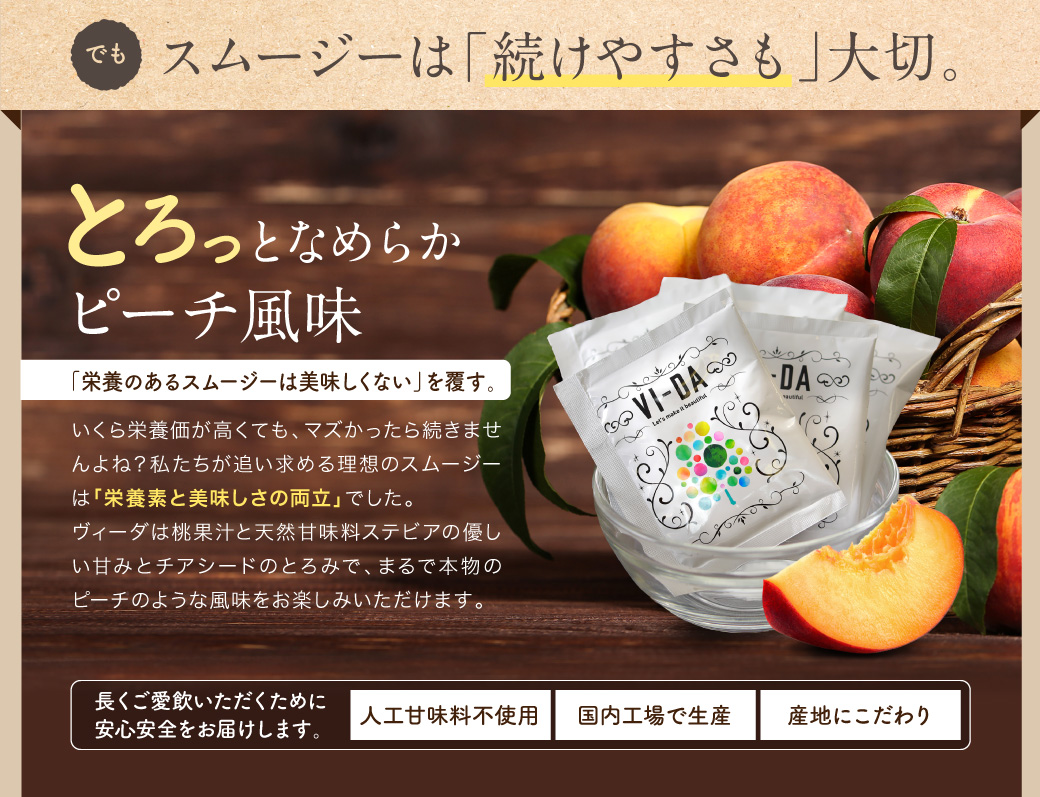 でも
スムージーは「続けやすさも」大切。
とろっとなめらか
ピーチ風味
「栄養のあるスムージーは美味しくない」を覆す。
いくら栄養価が高くても、マズかったら続きませ
んよね？私たちが追い求める理想のスムージー
は「栄養素と美味しさの両立」でした。
ヴィーダは桃果汁と天然甘味料ステビアの優し
い甘みとチアシードのとろみで、まるで本物の
ピーチのような風味をお楽しみいただけます。
VI-DA
Let's make it beautiful
-DA
長くご愛飲いただくために
安心安全をお届けします。
人工甘味料不使用
国内工場で生産
産地にこだわり